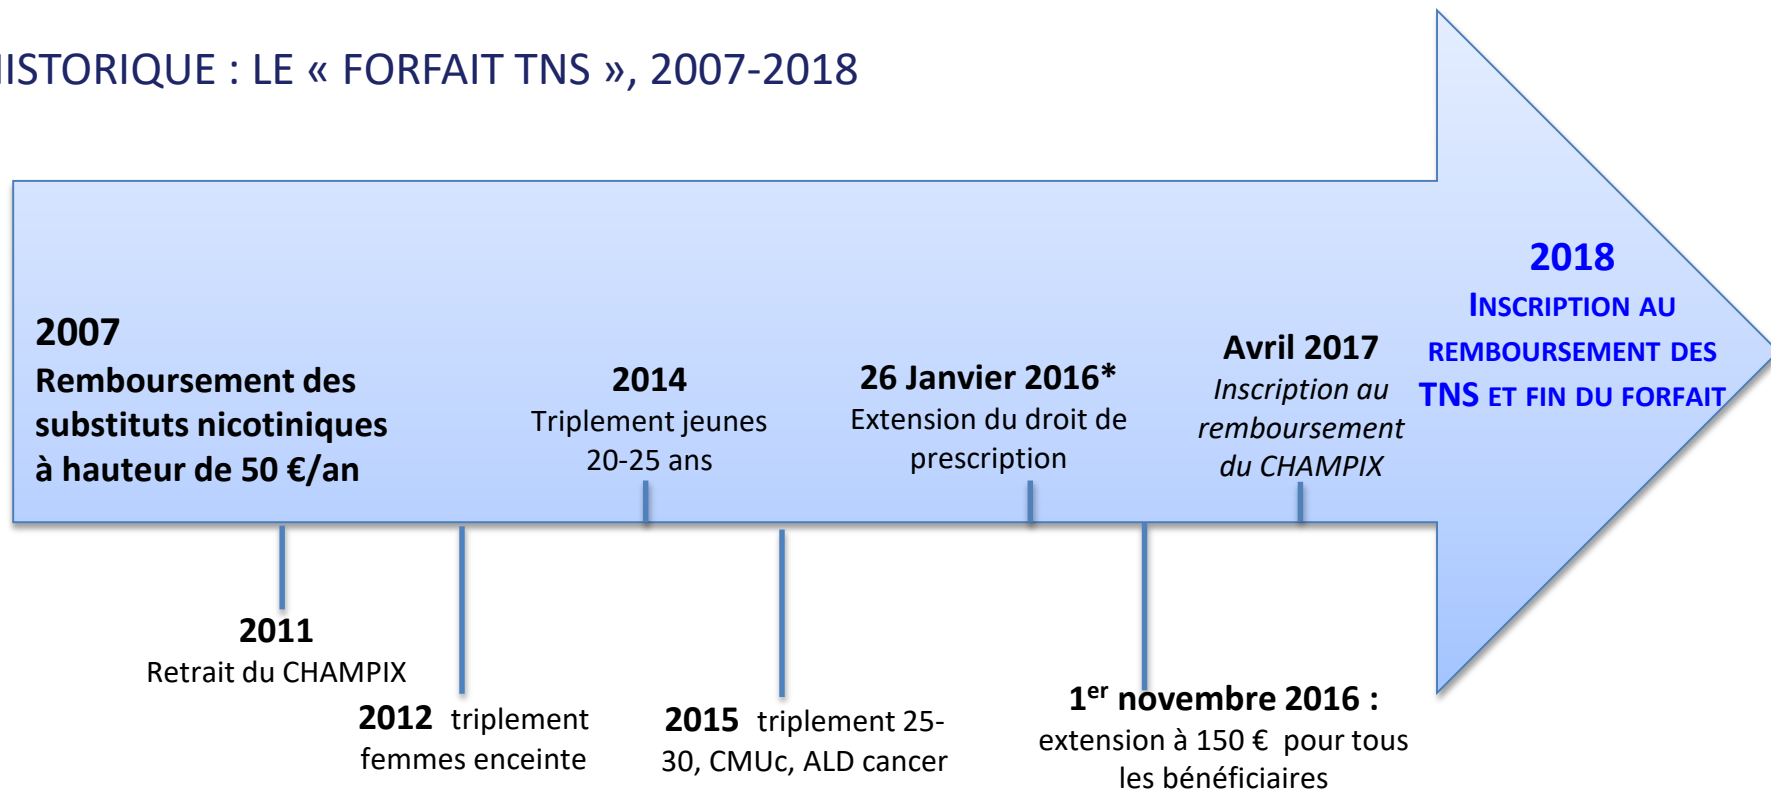 HISTORIQUE : LE « FORFAIT TNS », 2007-2018
2007
Remboursement des
substituts nicotiniques
à hauteur de 50 €/an
2014
Triplement jeunes
20-25 ans
26 Janvier 2016*
Extension du droit de
prescription
Avril 2017
Inscription au
remboursement
du CHAMPIX
2018
INSCRIPTION AU
REMBOURSEMENT DES
TNS ET FIN DU FORFAIT
2011
Retrait du CHAMPIX
2012 triplement
femmes enceinte
2015 triplement 25-
30, CMUc, ALD cancer
1er novembre 2016 :
extension à 150 € pour tous
les bénéficiaires